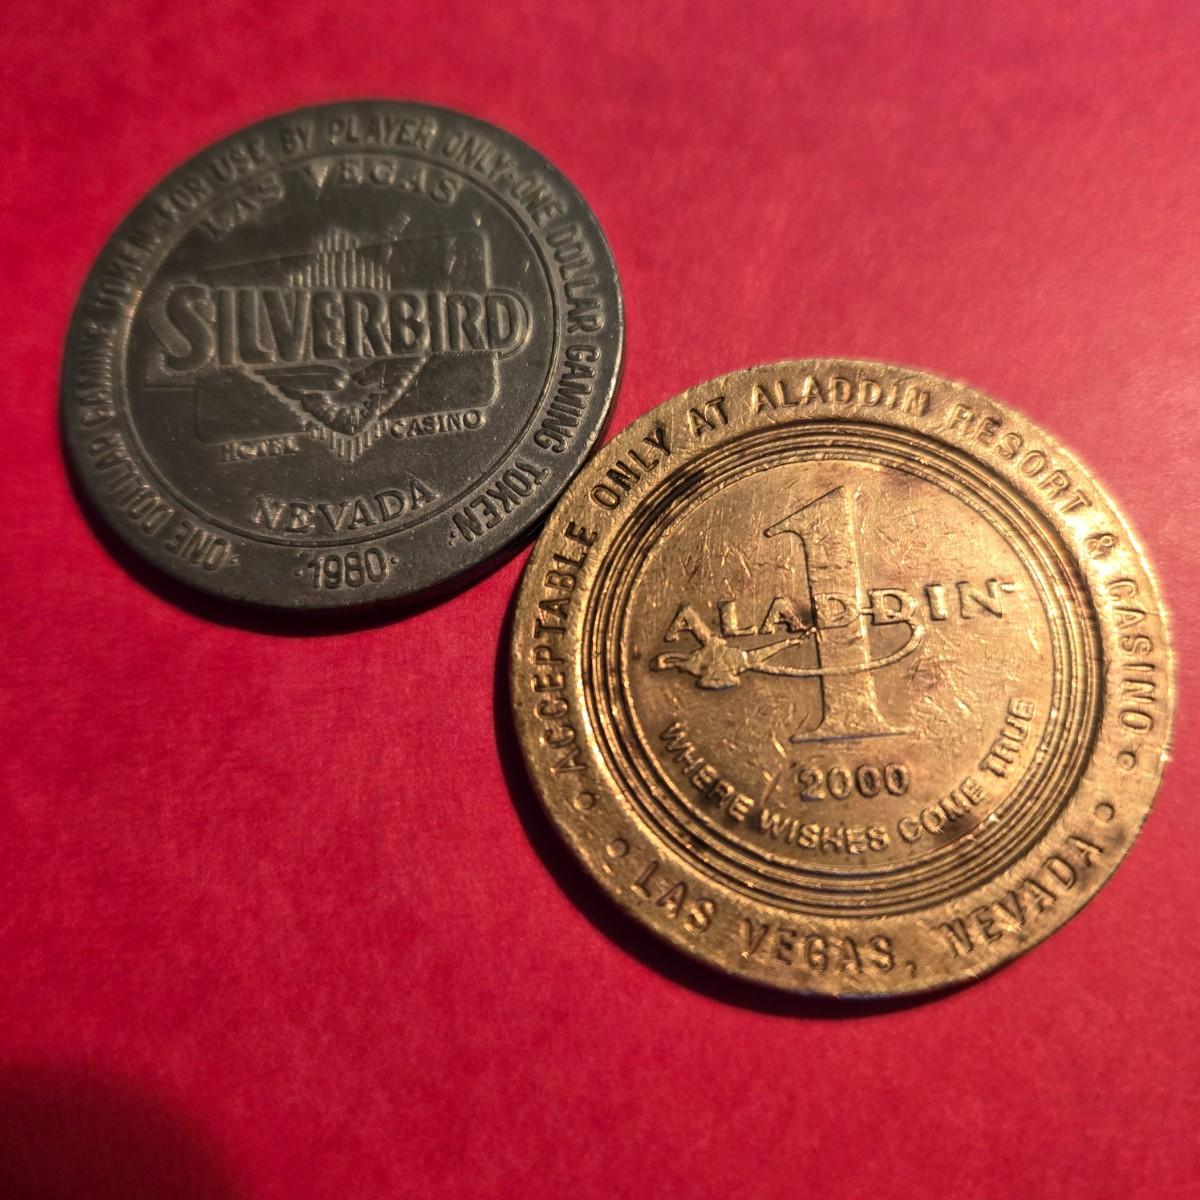 ·ONE DOLLAR GAMING TOKEN·FOR USE BY PLAYER ONLY·ONE DOLLAR GAMING TOKEN·
LAS VEGAS
SILVERBIRD
HOTEL CASINO
NEVADA
·1980·
ACCEPTABLE ONLY AT ALADDIN RESORT & CASINO
1
ALADDIN
2000
WHERE WISHES COME TRUE
LAS VEGAS, NEVADA